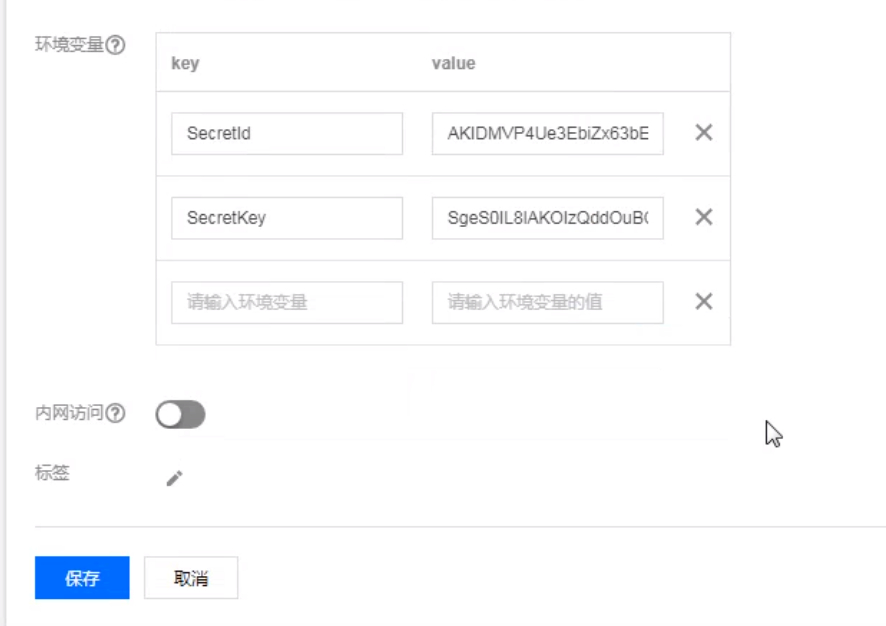 环境变量
key value
SecretId AKIDMVP4Ue3EbiZx63bE
SecretKey
请输入环境变量 请输入环境变量的值
内网访问
标签
保存 取消